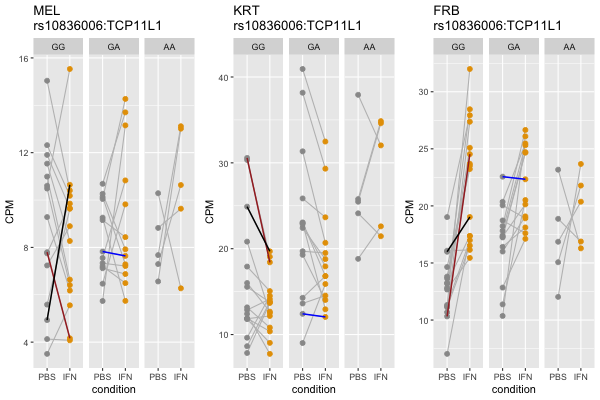 MEL
rs10836006:TCP11L1
GG GA AA
16
12
8
4
CPM
PBS IFN PBS IFN PBS IFN
condition
KRT
rs10836006:TCP11L1
GG GA AA
40
30
20
10
CPM
PBS IFN PBS IFN PBS IFN
condition
FRB
rs10836006:TCP11L1
GG GA AA
30
25
20
15
10
CPM
PBS IFN PBS IFN PBS IFN
condition